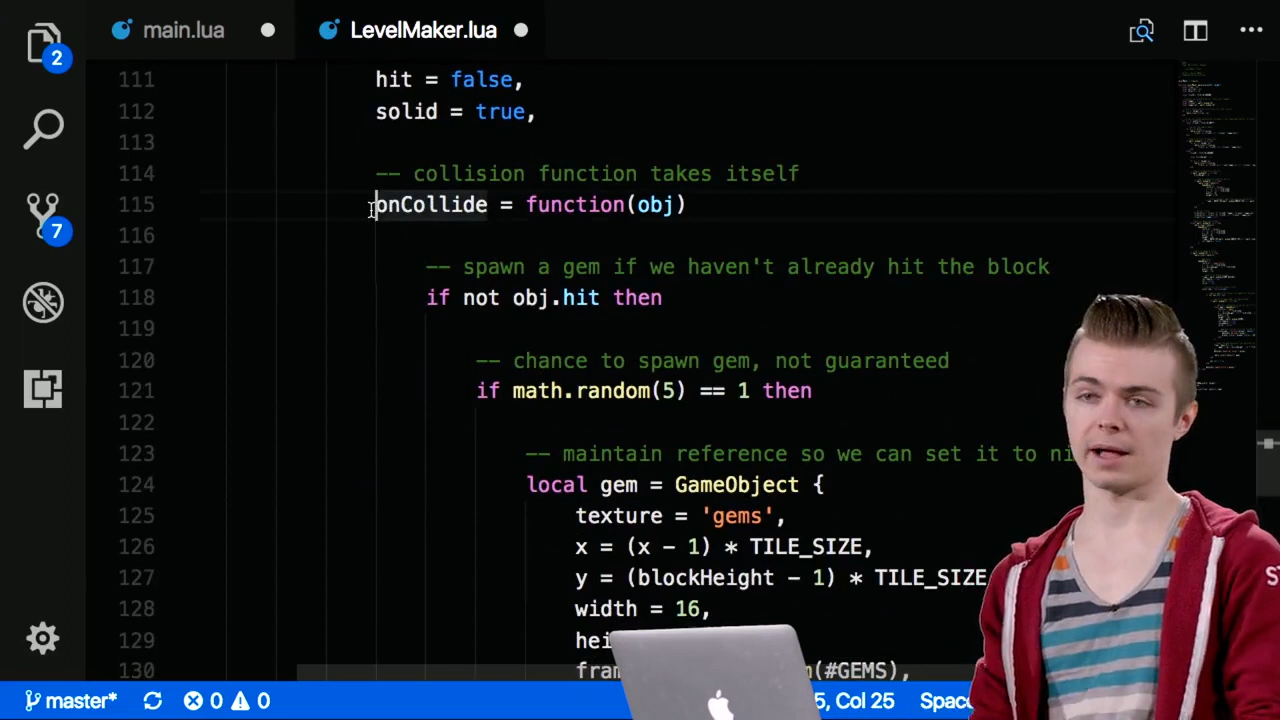 main.lua
LevelMaker.lua
2
7
111 hit = false,
112 solid = true,
113
114 -- collision function takes itself
115 onCollide = function(obj)
116
117 -- spawn a gem if we haven't already hit the block
118 if not obj.hit then
119
120 -- chance to spawn gem, not guaranteed
121 if math.random(5) == 1 then
122
123 -- maintain reference so we can set it to ni
124 local gem = GameObject {
125 texture = 'gems',
126 x = (x - 1) * TILE_SIZE,
127 y = (blockHeight - 1) * TILE_SIZE
128 width = 16,
129 hei
130 fram (#GEMS),
master* 0 0 5, Col 25 Spac